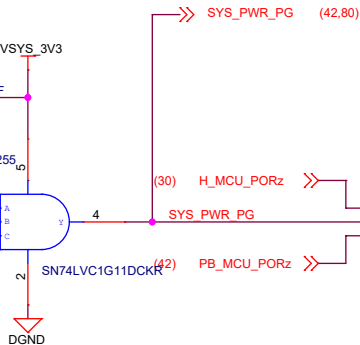 SYS_PWR_PG (42,80)
VSYS_3V3
F
255
5
(30) H_MCU_PORz
A
B
C
Y
4
SYS_PWR_PG
2
SN74LVC1G11DCKR
(42) PB_MCU_PORz
DGND